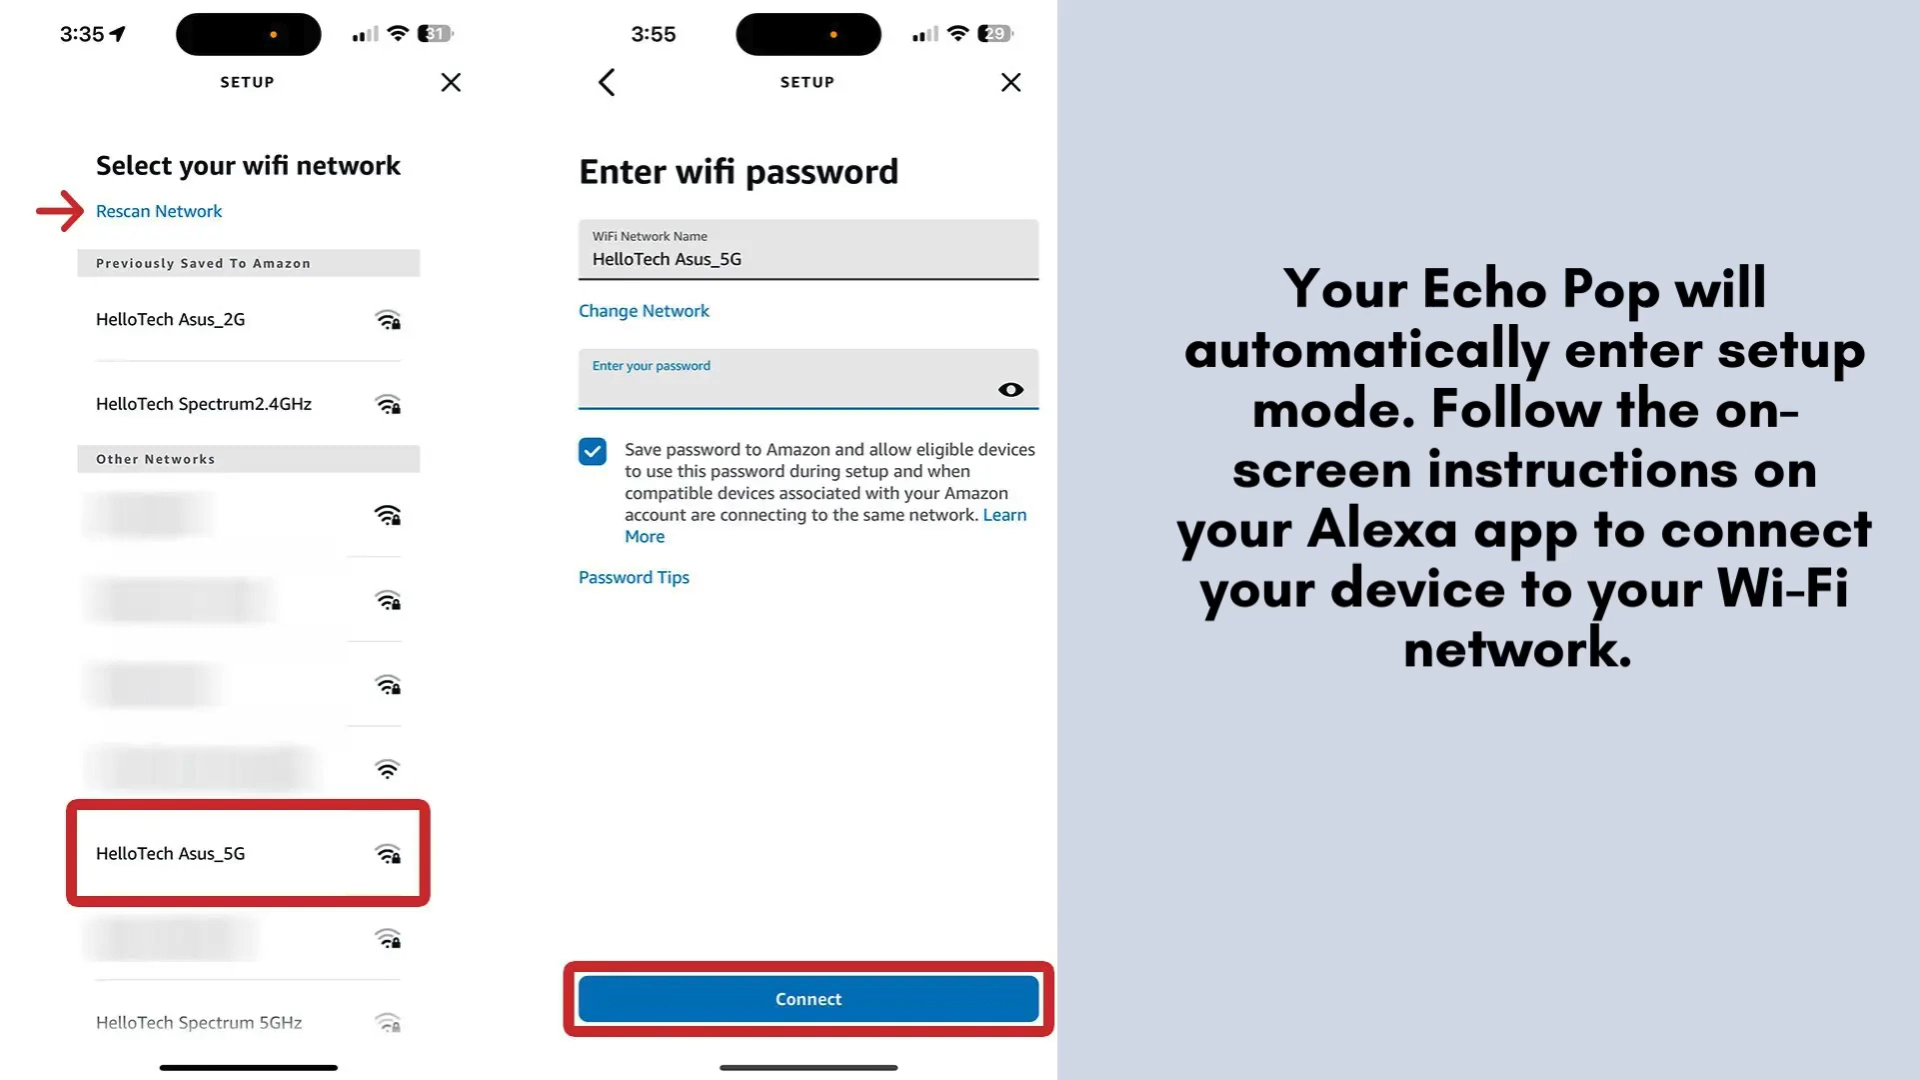 3:35
31
SETUP
Select your wifi network
Rescan Network
Previously Saved To Amazon
HelloTech Asus_2G
HelloTech Spectrum2.4GHz
Other Networks
HelloTech Asus_5G
HelloTech Spectrum 5GHz
3:55
29
SETUP
Enter wifi password
WiFi Network Name
HelloTech Asus_5G
Change Network
Enter your password
Save password to Amazon and allow eligible devices
to use this password during setup and when
compatible devices associated with your Amazon
account are connecting to the same network. Learn
More
Password Tips
Connect
Your Echo Pop will
automatically enter setup
mode. Follow the on-
screen instructions on
your Alexa app to connect
your device to your Wi-Fi
network.